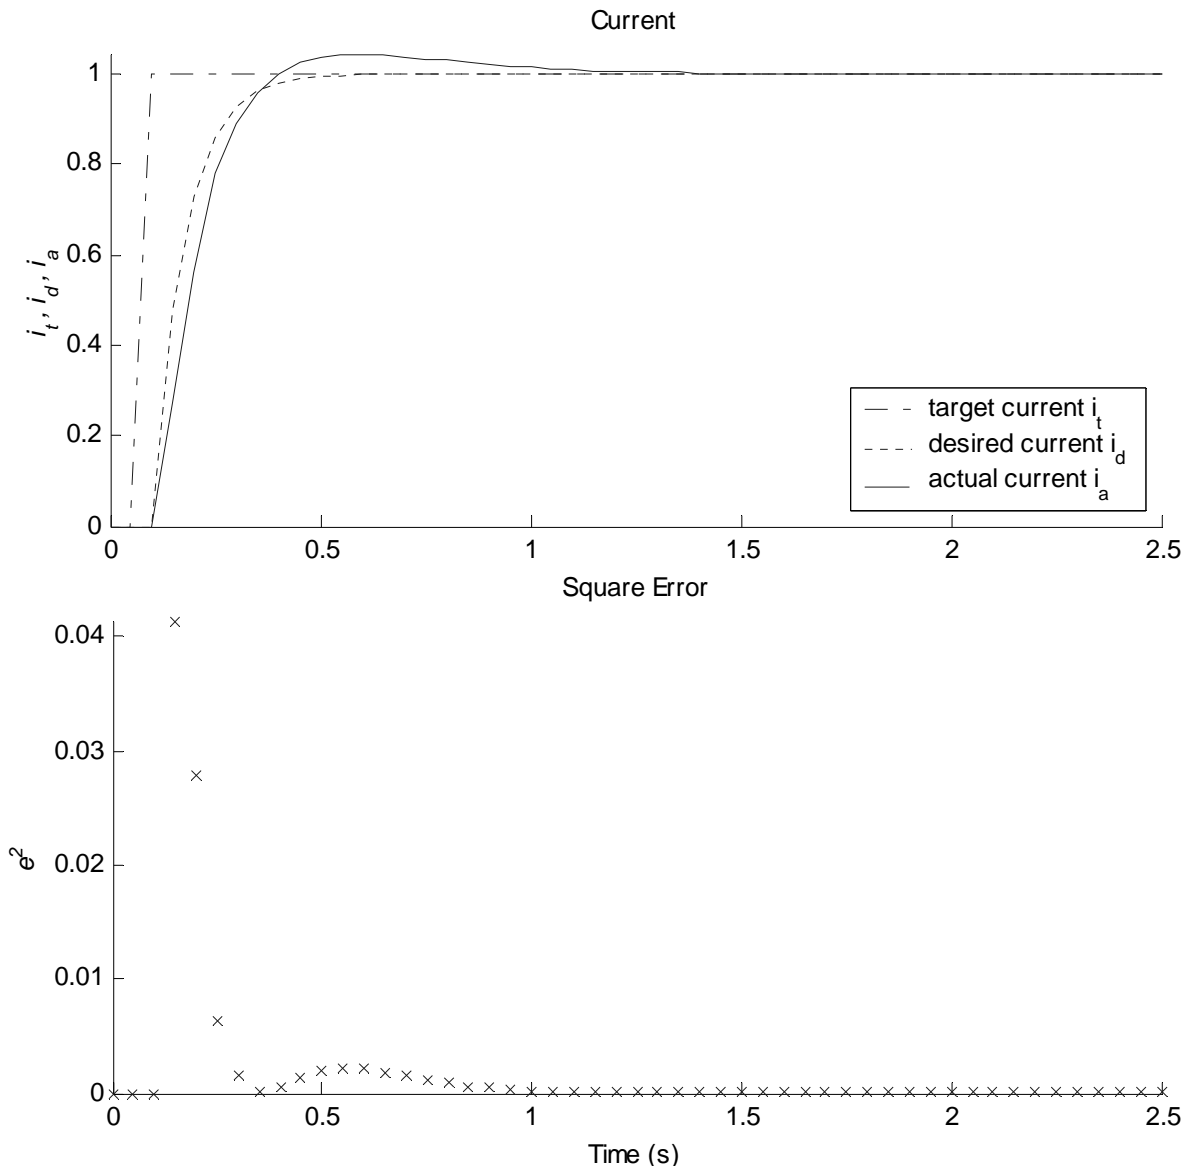 Current
1
0.8
0.6
0.4
0.2
0
i_t, i_d, i_a
0 0.5 1 1.5 2 2.5
target current i_t
desired current i_d
actual current i_a
Square Error
0.04
0.03
0.02
0.01
0
e²
0 0.5 1 1.5 2 2.5
Time (s)